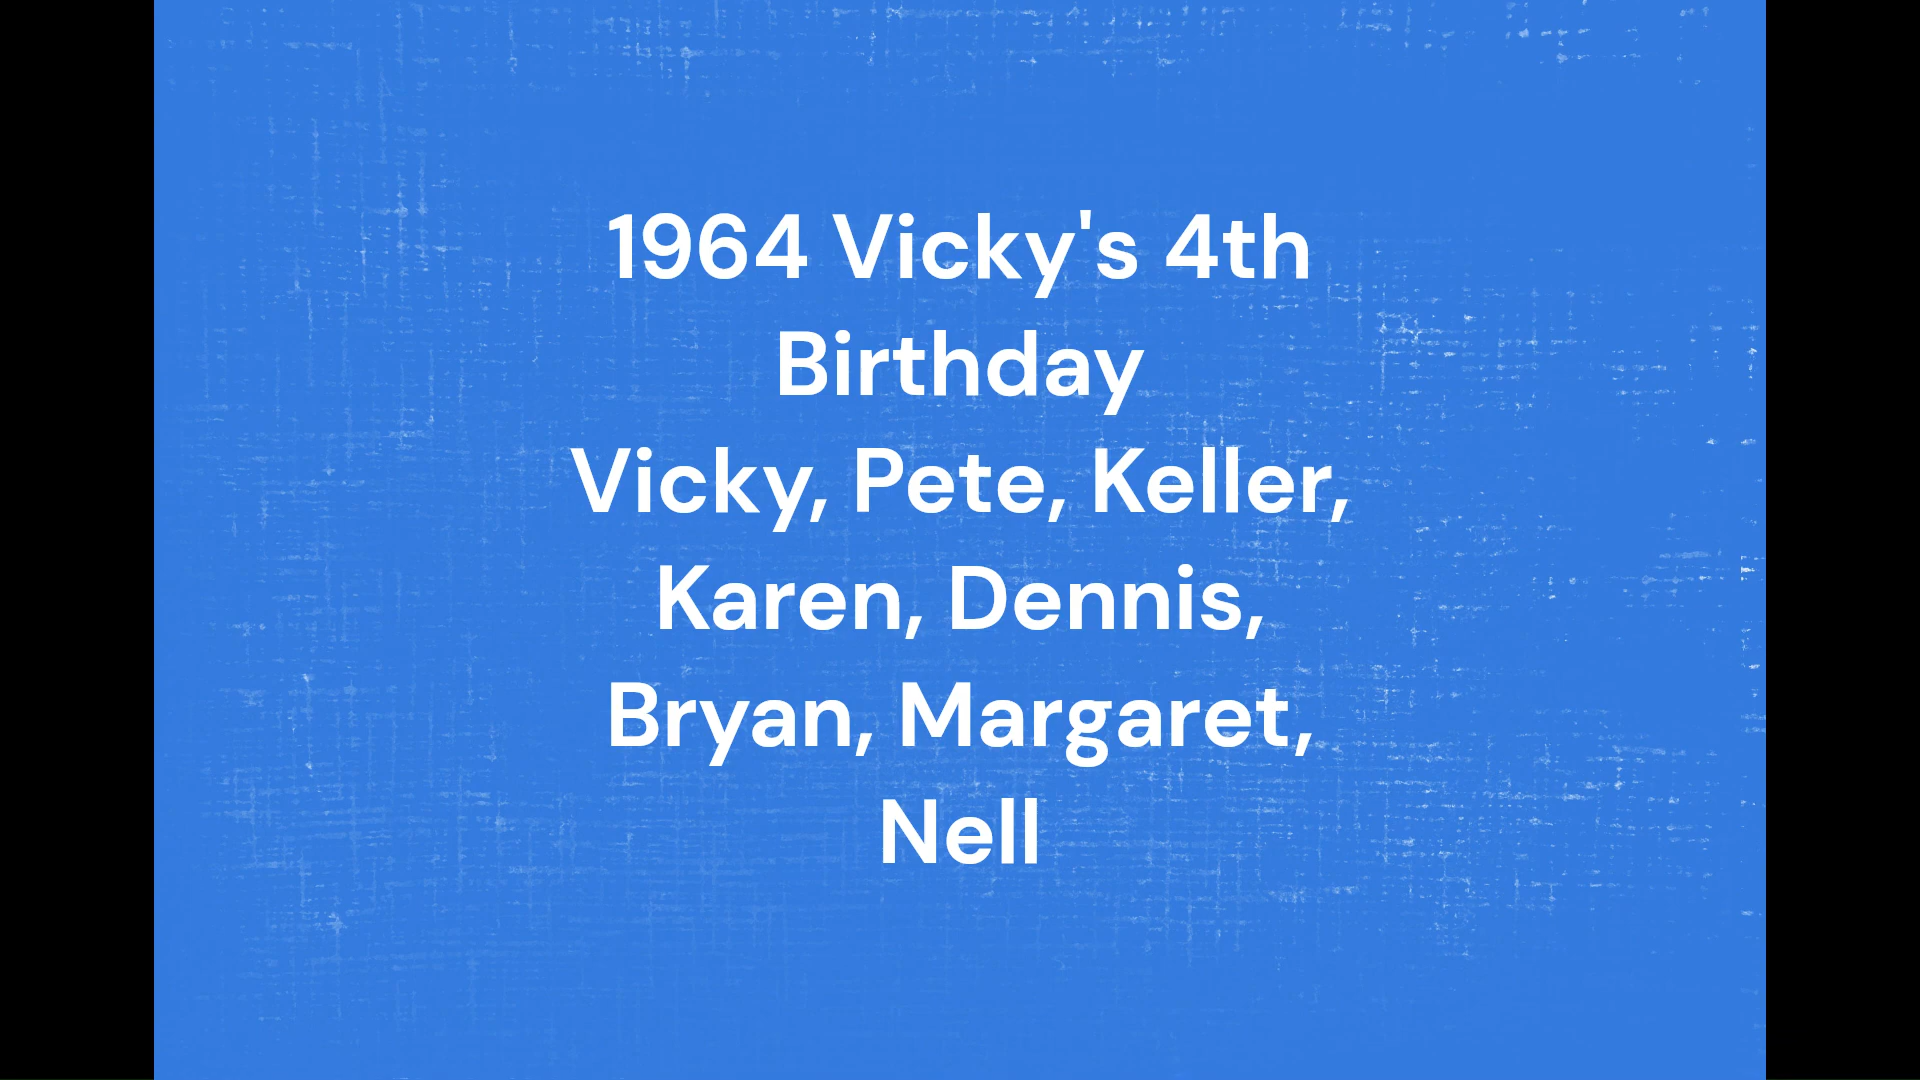 1964 Vicky's 4th
Birthday
Vicky, Pete, Keller,
Karen, Dennis,
Bryan, Margaret,
Nell